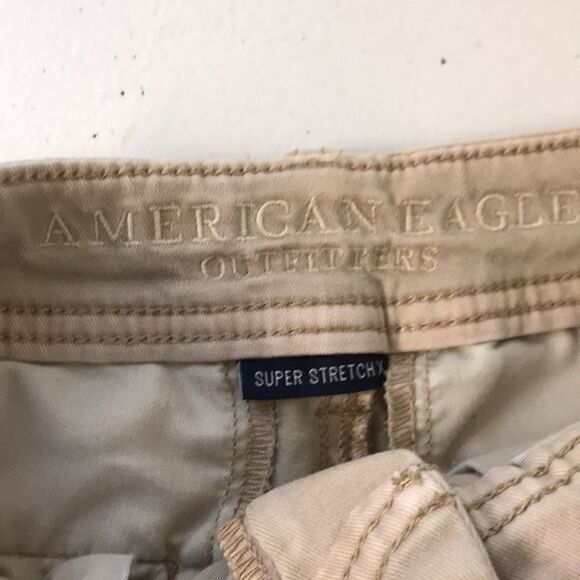 AMERICAN EAGLE
OUTFITTERS
SUPER STRETCH X